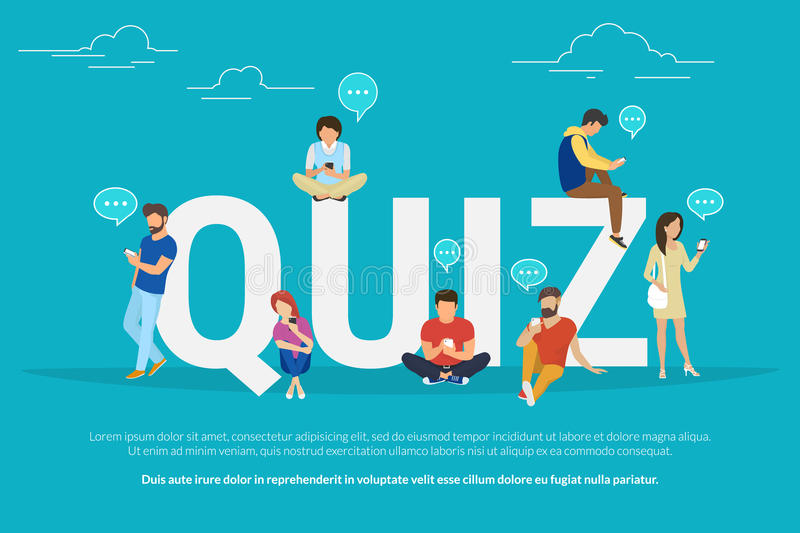 QUIZ
Lorem ipsum dolor sit amet, consectetur adipiscing elit, sed do eiusmod tempor incididunt ut labore et dolore magna aliqua.
Ut enim ad minim veniam, quis nostrud exercitation ullamco laboris nisi ut aliquip ex ea commodo consequat.
Duis aute irure dolor in reprehenderit in voluptate velit esse cillum dolore eu fugiat nulla pariatur.